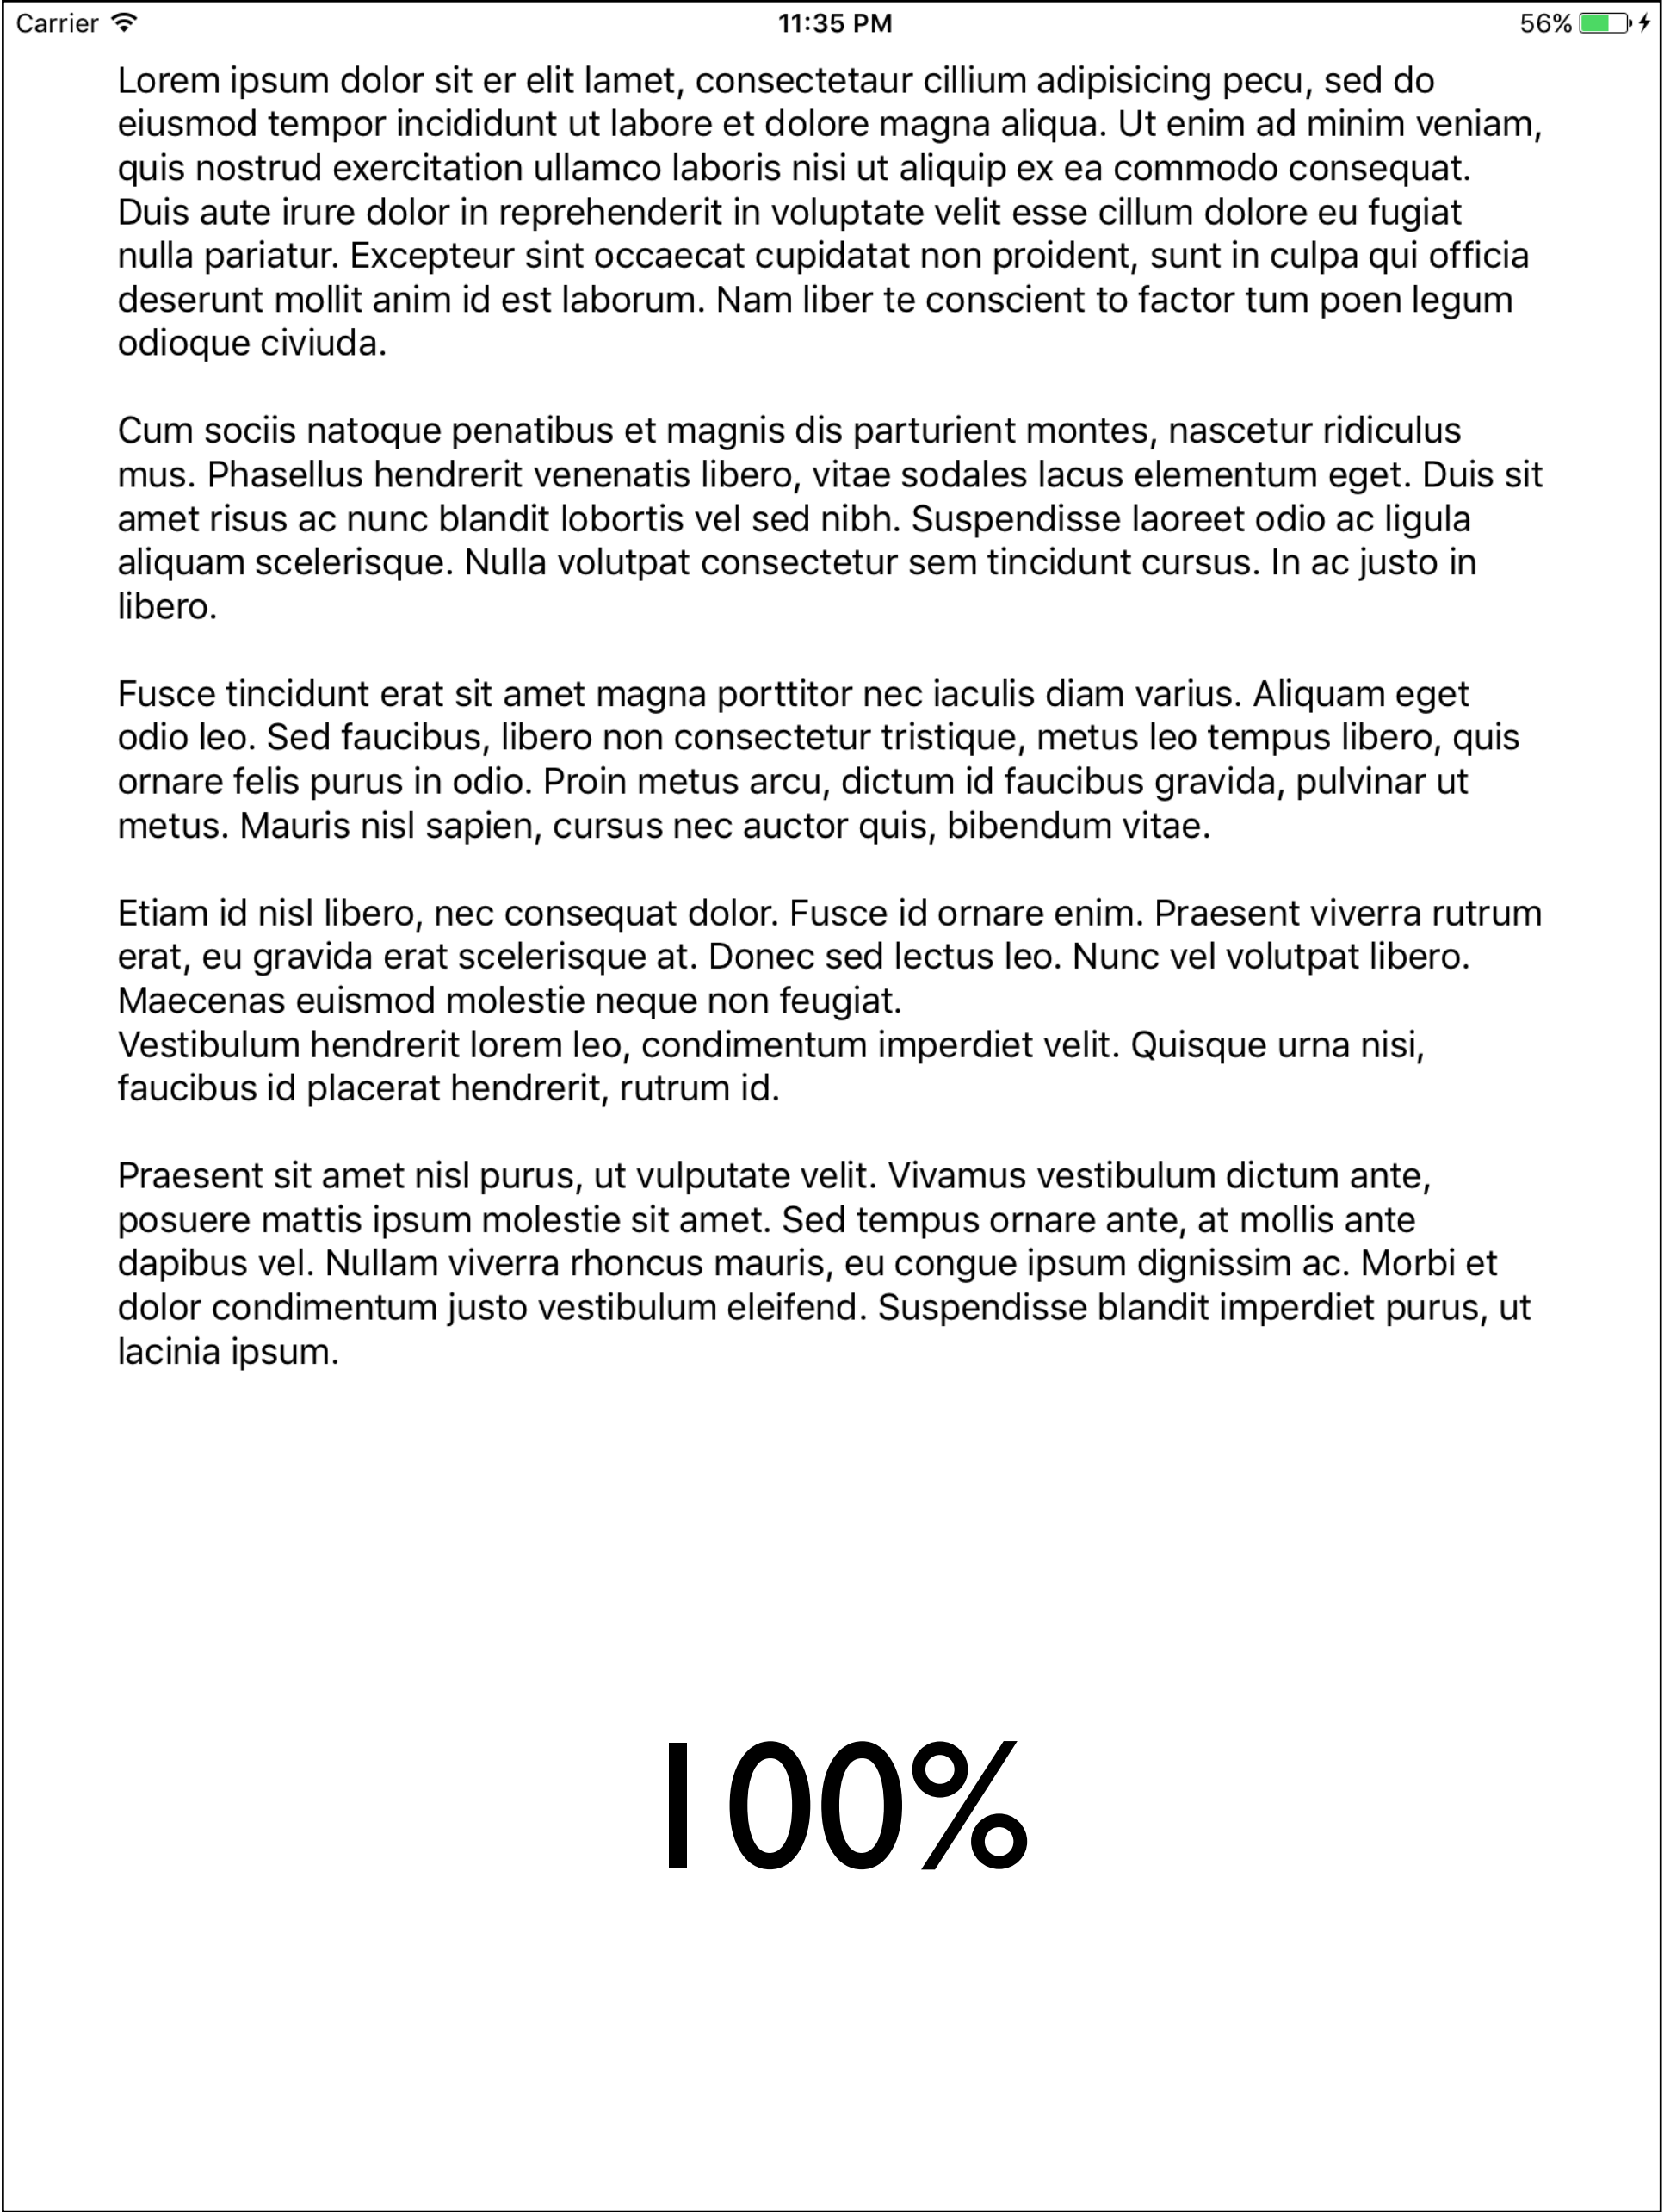 Carrier 11:35 PM 56%
Lorem ipsum dolor sit er elit lamet, consectetaur cillium adipisicing pecu, sed do
eiusmod tempor incididunt ut labore et dolore magna aliqua. Ut enim ad minim veniam,
quis nostrud exercitation ullamco laboris nisi ut aliquip ex ea commodo consequat.
Duis aute irure dolor in reprehenderit in voluptate velit esse cillum dolore eu fugiat
nulla pariatur. Excepteur sint occaecat cupidatat non proident, sunt in culpa qui officia
deserunt mollit anim id est laborum. Nam liber te conscient to factor tum poen legum
odioque civiuda.
Cum sociis natoque penatibus et magnis dis parturient montes, nascetur ridiculus
mus. Phasellus hendrerit venenatis libero, vitae sodales lacus elementum eget. Duis sit
amet risus ac nunc blandit lobortis vel sed nibh. Suspendisse laoreet odio ac ligula
aliquam scelerisque. Nulla volutpat consectetur sem tincidunt cursus. In ac justo in
libero.
Fusce tincidunt erat sit amet magna porttitor nec iaculis diam varius. Aliquam eget
odio leo. Sed faucibus, libero non consectetur tristique, metus leo tempus libero, quis
ornare felis purus in odio. Proin metus arcu, dictum id faucibus gravida, pulvinar ut
metus. Mauris nisl sapien, cursus nec auctor quis, bibendum vitae.
Etiam id nisl libero, nec consequat dolor. Fusce id ornare enim. Praesent viverra rutrum
erat, eu gravida erat scelerisque at. Donec sed lectus leo. Nunc vel volutpat libero.
Maecenas euismod molestie neque non feugiat.
Vestibulum hendrerit lorem leo, condimentum imperdiet velit. Quisque urna nisi,
faucibus id placerat hendrerit, rutrum id.
Praesent sit amet nisl purus, ut vulputate velit. Vivamus vestibulum dictum ante,
posuere mattis ipsum molestie sit amet. Sed tempus ornare ante, at mollis ante
dapibus vel. Nullam viverra rhoncus mauris, eu congue ipsum dignissim ac. Morbi et
dolor condimentum justo vestibulum eleifend. Suspendisse blandit imperdiet purus, ut
lacinia ipsum.
100%